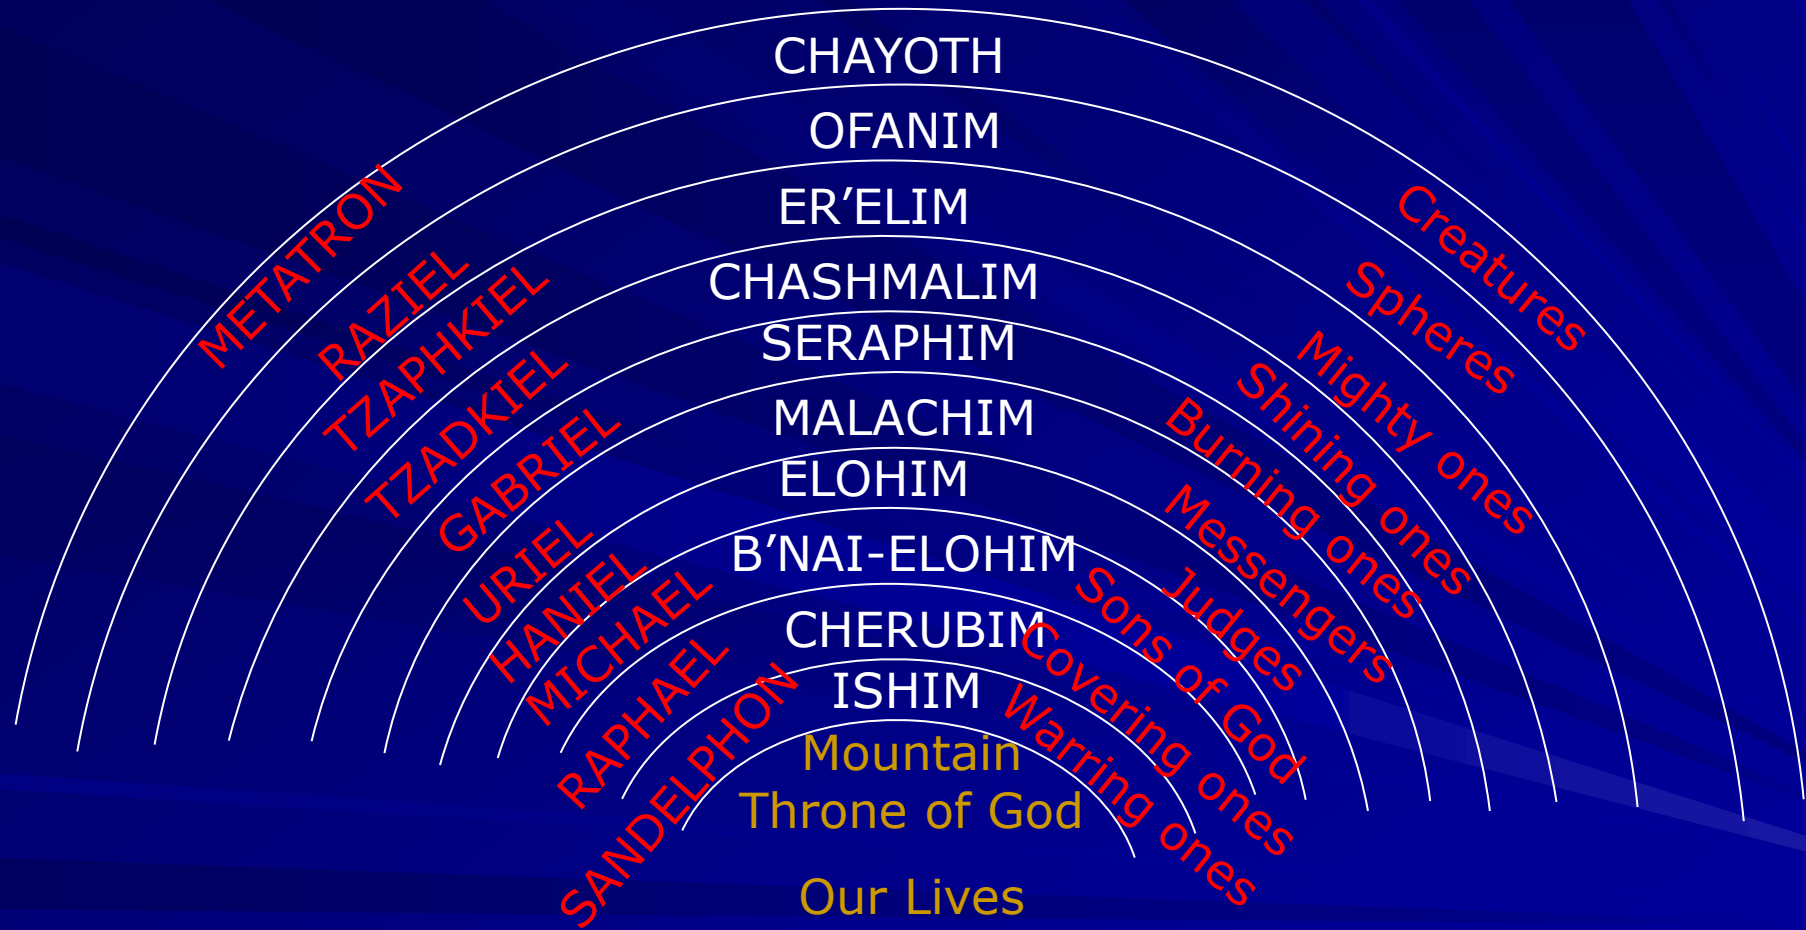 CHAYOTH
OFANIM
ER’ELIM
CHASHMALIM
SERAPHIM
MALACHIM
ELOHIM
B’NAI-ELOHIM
CHERUBIM
ISHIM
Mountain
Throne of God
Our Lives
METATRON
RAZIEL
TZAPHKIEL
TZADKIEL
GABRIEL
URIEL
HANIEL
MICHAEL
RAPHAEL
SANDELPHON
Creatures
Spheres
Mighty ones
Shining ones
Burning ones
Messengers
Judges
Sons of God
Covering ones
Warring ones